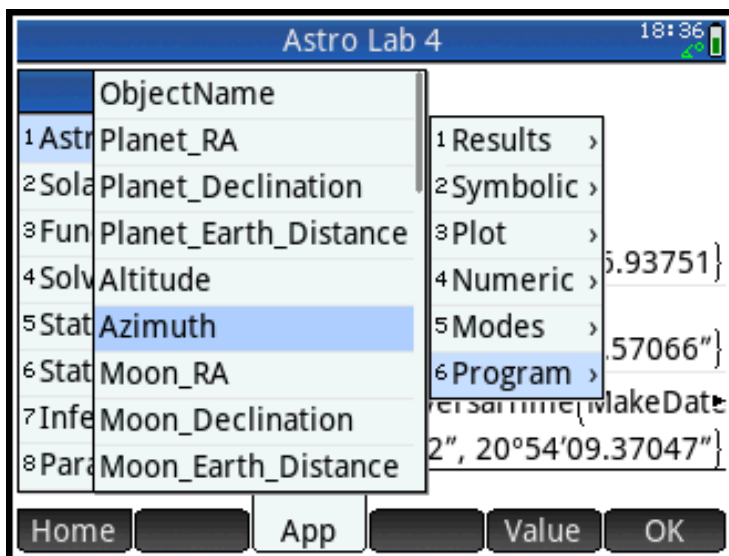 Astro Lab 4
18:36
ObjectName
Planet_RA
Planet_Declination
Planet_Earth_Distance
Altitude
Azimuth
Moon_RA
Moon_Declination
Moon_Earth_Distance
1 Astr
2 Sola
3 Fun
4 Solv
5 Stat
6 Stat
7 Infe
8 Para
1 Results ›
2 Symbolic ›
3 Plot ›
4 Numeric ›
5 Modes ›
6 Program ›
.93751}
.57066"}
MakeDate
2", 20°54'09.37047"}
Home
App
Value
OK